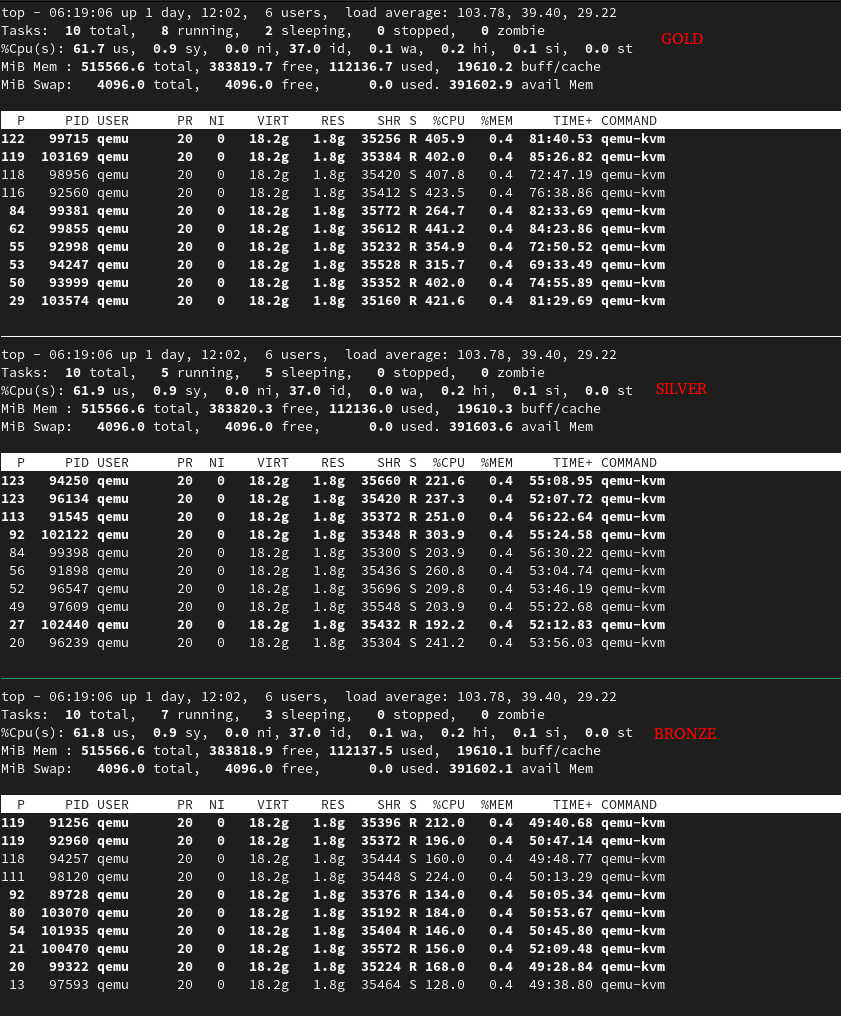 top - 06:19:06 up 1 day, 12:02,  6 users,  load average: 103.78, 39.40, 29.22
Tasks:  10 total,   8 running,   2 sleeping,   0 stopped,   0 zombie
GOLD
%Cpu(s): 61.7 us,  0.9 sy,  0.0 ni, 37.0 id,  0.1 wa,  0.2 hi,  0.1 si,  0.0 st
MiB Mem : 515566.6 total, 383819.7 free, 112136.7 used,  19610.2 buff/cache
MiB Swap:   4096.0 total,   4096.0 free,      0.0 used. 391602.9 avail Mem
P     PID USER      PR  NI    VIRT    RES    SHR S  %CPU  %MEM     TIME+ COMMAND
122   99715 qemu      20   0   18.2g   1.8g  35256 R 405.9   0.4  81:40.53 qemu-kvm
119  103169 qemu      20   0   18.2g   1.8g  35384 R 402.0   0.4  85:26.82 qemu-kvm
118   98956 qemu      20   0   18.2g   1.8g  35420 S 407.8   0.4  72:47.19 qemu-kvm
116   92560 qemu      20   0   18.2g   1.8g  35412 S 423.5   0.4  76:38.86 qemu-kvm
84   99381 qemu      20   0   18.2g   1.8g  35772 R 264.7   0.4  82:33.69 qemu-kvm
62   99855 qemu      20   0   18.2g   1.8g  35612 R 441.2   0.4  84:23.86 qemu-kvm
55   92998 qemu      20   0   18.2g   1.8g  35232 R 354.9   0.4  72:50.52 qemu-kvm
53   94247 qemu      20   0   18.2g   1.8g  35528 R 315.7   0.4  69:33.49 qemu-kvm
50   93999 qemu      20   0   18.2g   1.8g  35352 R 402.0   0.4  74:55.89 qemu-kvm
29  103574 qemu      20   0   18.2g   1.8g  35160 R 421.6   0.4  81:29.69 qemu-kvm
top - 06:19:06 up 1 day, 12:02,  6 users,  load average: 103.78, 39.40, 29.22
Tasks:  10 total,   5 running,   5 sleeping,   0 stopped,   0 zombie
%Cpu(s): 61.9 us,  0.9 sy,  0.0 ni, 37.0 id,  0.0 wa,  0.2 hi,  0.1 si,  0.0 st
SILVER
MiB Mem : 515566.6 total, 383820.3 free, 112136.0 used,  19610.3 buff/cache
MiB Swap:   4096.0 total,   4096.0 free,      0.0 used. 391603.6 avail Mem
P     PID USER      PR  NI    VIRT    RES    SHR S  %CPU  %MEM     TIME+ COMMAND
123   94250 qemu      20   0   18.2g   1.8g  35660 R 221.6   0.4  55:08.95 qemu-kvm
123   96134 qemu      20   0   18.2g   1.8g  35420 R 237.3   0.4  52:07.72 qemu-kvm
113   91545 qemu      20   0   18.2g   1.8g  35372 R 251.0   0.4  56:22.64 qemu-kvm
92  102122 qemu      20   0   18.2g   1.8g  35348 R 303.9   0.4  55:24.58 qemu-kvm
84   99398 qemu      20   0   18.2g   1.8g  35300 S 203.9   0.4  56:30.22 qemu-kvm
56   91898 qemu      20   0   18.2g   1.8g  35436 S 260.8   0.4  53:04.74 qemu-kvm
52   96547 qemu      20   0   18.2g   1.8g  35696 S 209.8   0.4  53:46.19 qemu-kvm
49   97609 qemu      20   0   18.2g   1.8g  35548 S 203.9   0.4  55:22.68 qemu-kvm
27  102440 qemu      20   0   18.2g   1.8g  35432 R 192.2   0.4  52:12.83 qemu-kvm
20   96239 qemu      20   0   18.2g   1.8g  35304 S 241.2   0.4  53:56.03 qemu-kvm
top - 06:19:06 up 1 day, 12:02,  6 users,  load average: 103.78, 39.40, 29.22
Tasks:  10 total,   7 running,   3 sleeping,   0 stopped,   0 zombie
%Cpu(s): 61.8 us,  0.9 sy,  0.0 ni, 37.0 id,  0.1 wa,  0.2 hi,  0.1 si,  0.0 st
BRONZE
MiB Mem : 515566.6 total, 383818.9 free, 112137.5 used,  19610.1 buff/cache
MiB Swap:   4096.0 total,   4096.0 free,      0.0 used. 391602.1 avail Mem
P     PID USER      PR  NI    VIRT    RES    SHR S  %CPU  %MEM     TIME+ COMMAND
119   91256 qemu      20   0   18.2g   1.8g  35396 R 212.0   0.4  49:40.68 qemu-kvm
119   92960 qemu      20   0   18.2g   1.8g  35372 R 196.0   0.4  50:47.14 qemu-kvm
118   94257 qemu      20   0   18.2g   1.8g  35444 S 160.0   0.4  49:48.77 qemu-kvm
111   98120 qemu      20   0   18.2g   1.8g  35448 S 224.0   0.4  50:13.29 qemu-kvm
92   89728 qemu      20   0   18.2g   1.8g  35376 R 134.0   0.4  50:05.34 qemu-kvm
80  103070 qemu      20   0   18.2g   1.8g  35192 R 184.0   0.4  50:53.67 qemu-kvm
54  101935 qemu      20   0   18.2g   1.8g  35404 R 146.0   0.4  50:45.80 qemu-kvm
21  100470 qemu      20   0   18.2g   1.8g  35572 R 156.0   0.4  52:09.48 qemu-kvm
20   99322 qemu      20   0   18.2g   1.8g  35224 R 168.0   0.4  49:28.84 qemu-kvm
13   97593 qemu      20   0   18.2g   1.8g  35464 S 128.0   0.4  49:38.80 qemu-kvm